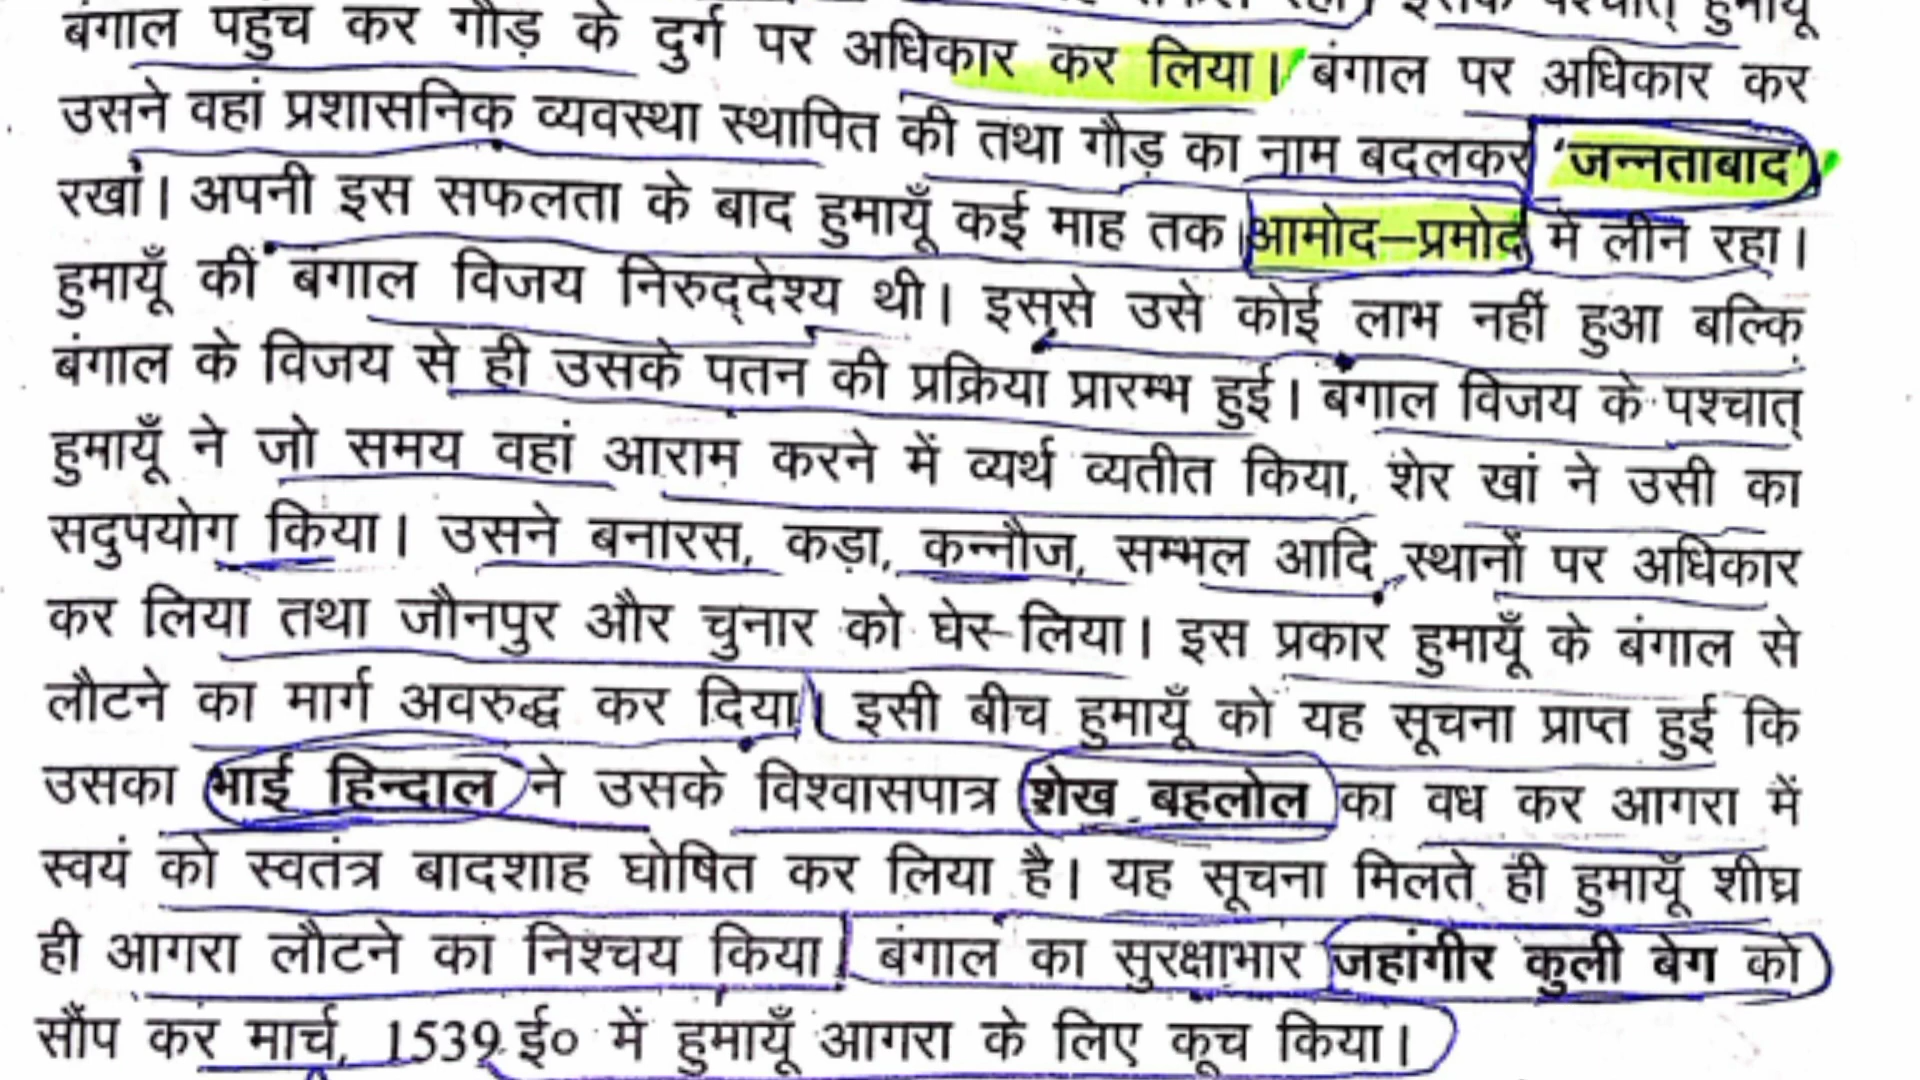 इसके पश्चात् हुमायूँ
बंगाल पहुंच कर गौड़ के दुर्ग पर अधिकार कर लिया। बंगाल पर अधिकार कर
उसने वहां प्रशासनिक व्यवस्था स्थापित की तथा गौड़ का नाम बदलकर 'जन्नताबाद'
रखा। अपनी इस सफलता के बाद हुमायूँ कई माह तक आमोद–प्रमोद में लीन रहा।
हुमायूँ की बंगाल विजय निरुद्देश्य थी। इससे उसे कोई लाभ नहीं हुआ बल्कि
बंगाल के विजय से ही उसके पतन की प्रक्रिया प्रारम्भ हुई। बंगाल विजय के पश्चात्
हुमायूँ ने जो समय वहां आराम करने में व्यर्थ व्यतीत किया, शेर खां ने उसी का
सदुपयोग किया। उसने बनारस, कड़ा, कन्नौज, सम्भल आदि स्थानों पर अधिकार
कर लिया तथा जौनपुर और चुनार को घेर लिया। इस प्रकार हुमायूँ के बंगाल से
लौटने का मार्ग अवरुद्ध कर दिया। इसी बीच हुमायूँ को यह सूचना प्राप्त हुई कि
उसका भाई हिन्दाल ने उसके विश्वासपात्र शेख बहलोल का वध कर आगरा में
स्वयं को स्वतंत्र बादशाह घोषित कर लिया है। यह सूचना मिलते ही हुमायूँ शीघ्र
ही आगरा लौटने का निश्चय किया। बंगाल का सुरक्षाभार जहांगीर कुली बेग को
सौंप कर मार्च, 1539 ई० में हुमायूँ आगरा के लिए कूच किया।